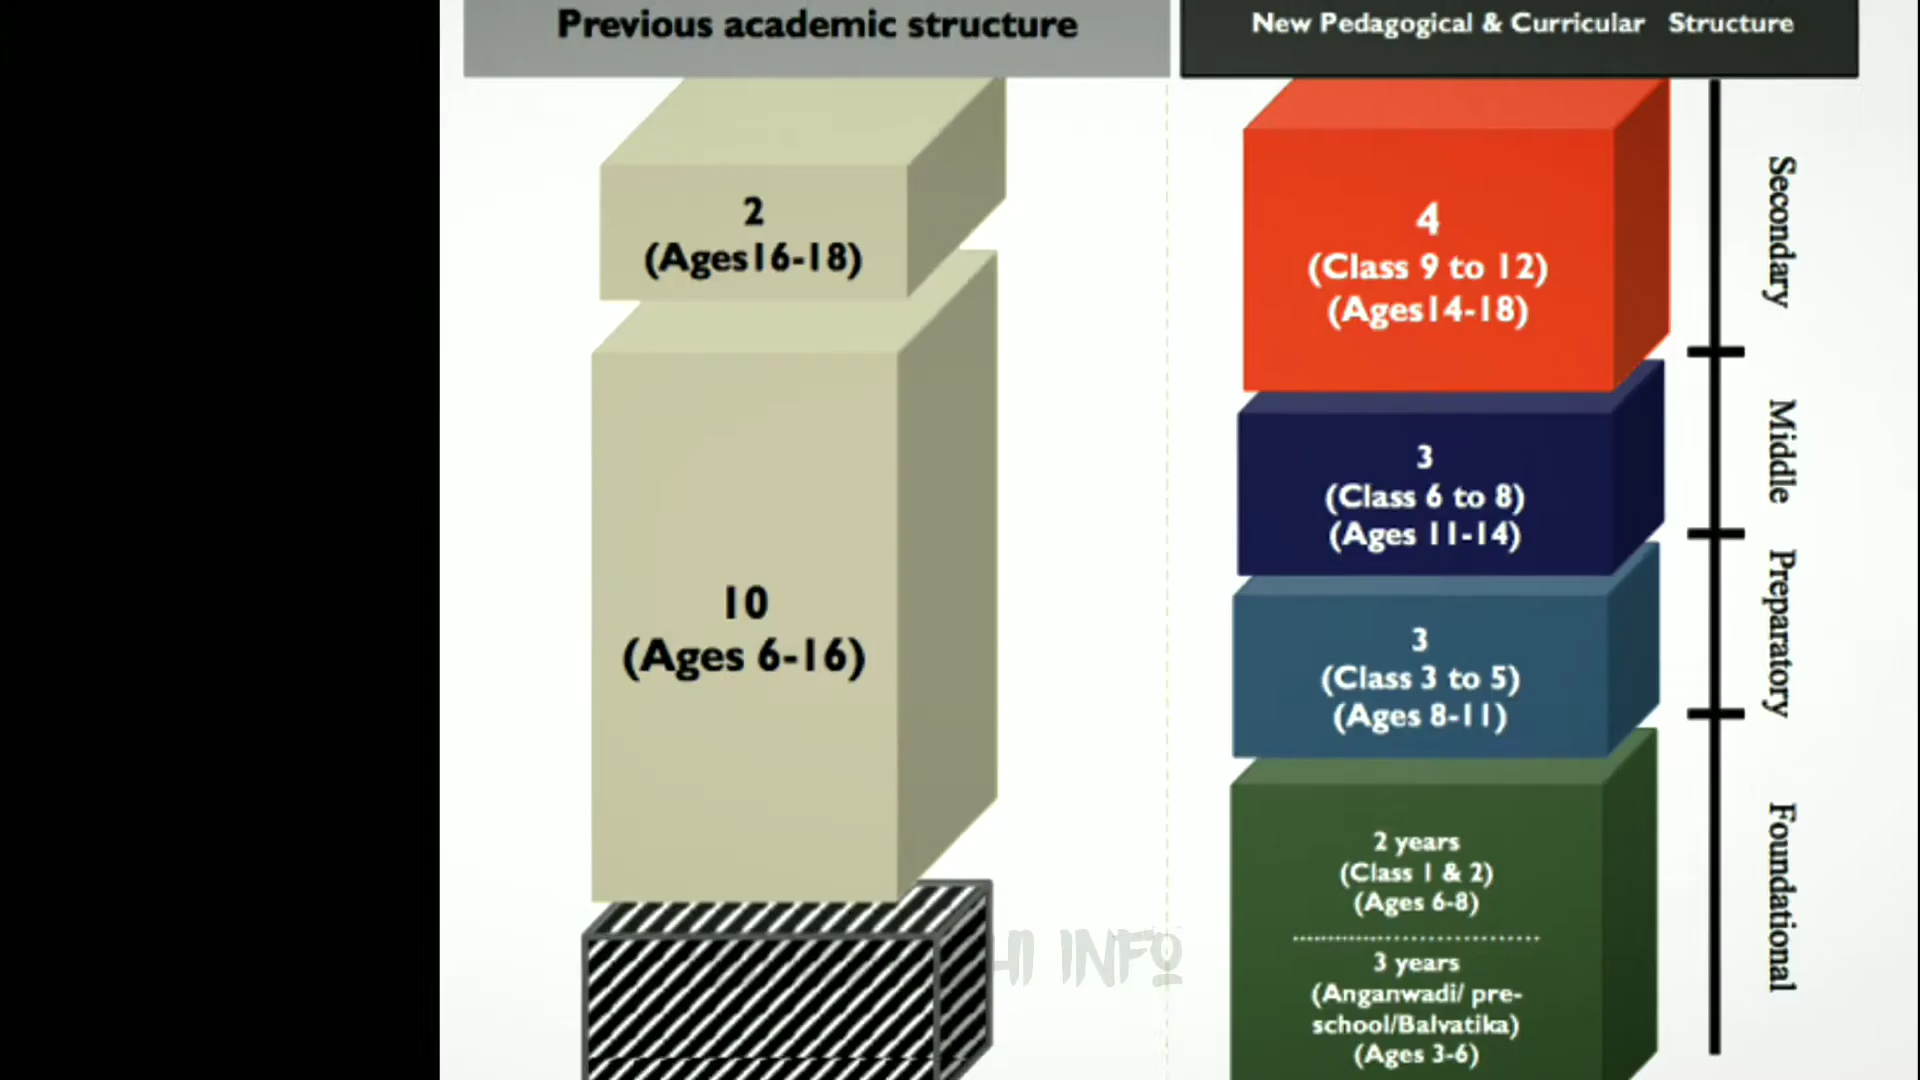 Previous academic structure
New Pedagogical & Curricular Structure
2
(Ages16-18)
10
(Ages 6-16)
4
(Class 9 to 12)
(Ages14-18)
3
(Class 6 to 8)
(Ages 11-14)
3
(Class 3 to 5)
(Ages 8-11)
2 years
(Class 1 & 2)
(Ages 6-8)
3 years
(Anganwadi/ pre-
school/Balvatika)
(Ages 3-6)
Secondary
Middle
Preparatory
Foundational
INFO